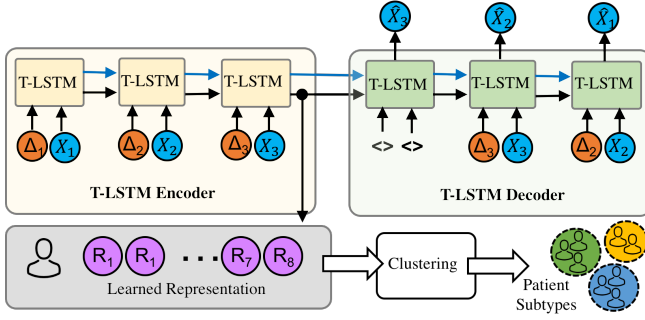 X̂₃ X̂₂ X̂₁
T-LSTM T-LSTM T-LSTM T-LSTM T-LSTM T-LSTM
Δ₁ X₁ Δ₂ X₂ Δ₃ X₃ <> <> Δ₃ X₃ Δ₂ X₂
T-LSTM Encoder
T-LSTM Decoder
R₁ R₁ ··· R₇ R₈
Learned Representation
Clustering
Patient
Subtypes